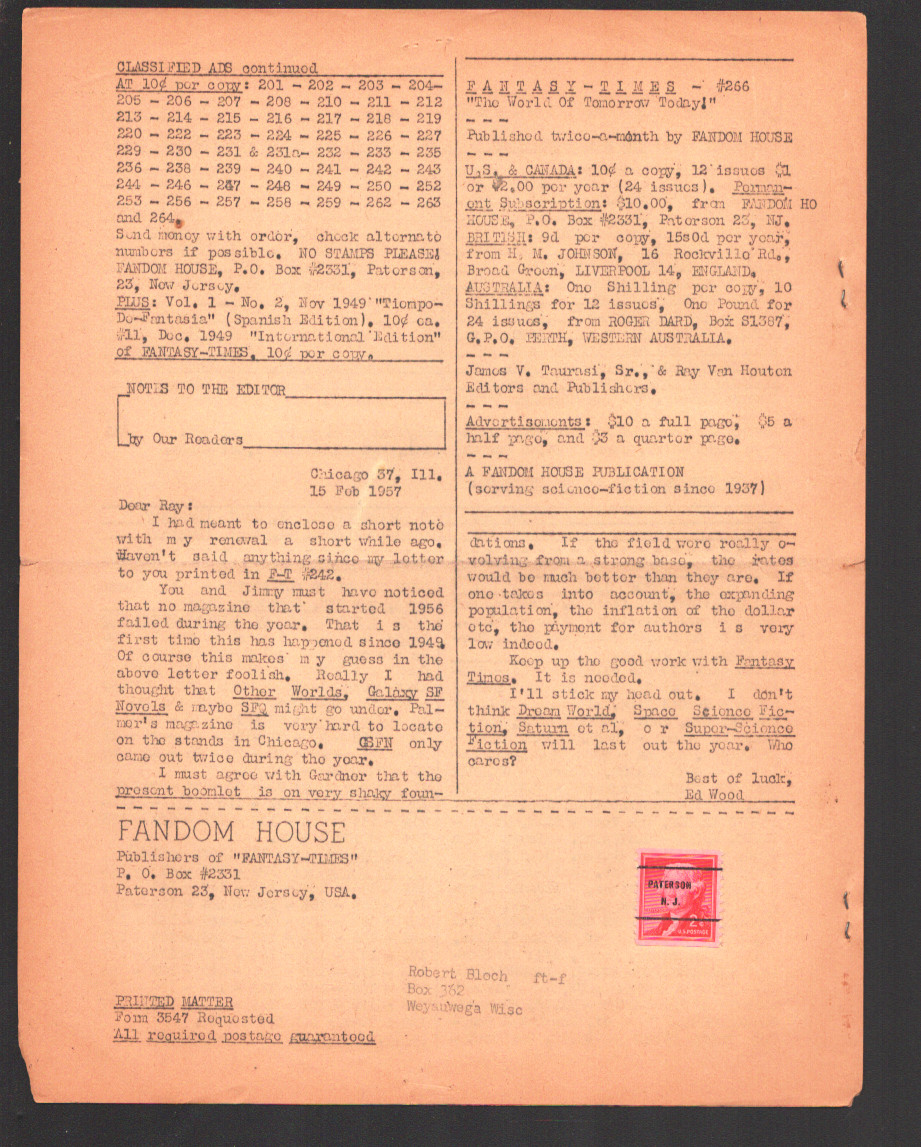 CLASSIFIED ADS continued
AT 10¢ per copy: 201 - 202 - 203 - 204-
205 - 206 - 207 - 208 - 210 - 211 - 212
213 - 214 - 215 - 216 - 217 - 218 - 219
220 - 222 - 223 - 224 - 225 - 226 - 227
229 - 230 - 231 & 231a- 232 - 233 - 235
236 - 238 - 239 - 240 - 241 - 242 - 243
244 - 246 - 247 - 248 - 249 - 250 - 252
253 - 256 - 257 - 258 - 259 - 262 - 263
and 264.
Send money with order, check alternate
numbers if possible. NO STAMPS PLEASE!
FANDOM HOUSE, P.O. Box #2331, Paterson,
23, New Jersey.
PLUS: Vol. 1 - No. 2, Nov 1949 "Tiempo-
De-Fantasia" (Spanish Edition). 10¢ ea.
#11, Dec. 1949 "International Edition"
of FANTASY-TIMES, 10¢ per copy.
NOTES TO THE EDITOR
by Our Readers
Chicago 37, Ill.
15 Feb 1957
Dear Ray:
I had meant to enclose a short note
with m y renewal a short while ago.
Haven't said anything since my letter
to you printed in F-T #242.
You and Jimmy must have noticed
that no magazine that started 1956
failed during the year. That i s the
first time this has happened since 1949.
Of course this makes m y guess in the
above letter foolish. Really I had
thought that Other Worlds, Galaxy SF
Novels & maybe SFQ might go under. Pal-
mer's magazine is very hard to locate
on the stands in Chicago. GSFN only
came out twice during the year.
I must agree with Gardner that the
present boomlet is on very shaky foun-
FANTASY-TIMES - #266
"The World Of Tomorrow Today!"
- - -
Published twice-a-month by FANDOM HOUSE
- - -
U.S. & CANADA: 10¢ a copy, 12 issues $1
or $2.00 per year (24 issues). Perman-
ent Subscription: $10.00, from FANDOM HO
HOUSE, P.O. Box #2331, Paterson 23, NJ.
BRITISH: 9d per copy, 15s0d per year,
from H. M. JOHNSON, 16 Rockville Rd.,
Broad Green, LIVERPOOL 14, ENGLAND.
AUSTRALIA: One Shilling per copy, 10
Shillings for 12 issues, One Pound for
24 issues, from ROGER DARD, Box S1387,
G.P.O. PERTH, WESTERN AUSTRALIA.
- - -
James V. Taurasi, Sr., & Ray Van Houten
Editors and Publishers.
- - -
Advertisements: $10 a full page, $5 a
half page, and $3 a quarter page.
- - -
A FANDOM HOUSE PUBLICATION
(serving science-fiction since 1937)
dations. If the field were really e-
volving from a strong base, the rates
would be much better than they are. If
one takes into account, the expanding
population, the inflation of the dollar
etc, the payment for authors i s very
low indeed.
Keep up the good work with Fantasy
Times. It is needed.
I'll stick my head out. I don't
think Dream World, Space Science Fic-
tion, Saturn et al, o r Super-Science
Fiction will last out the year. Who
cares?
Best of luck,
Ed Wood
FANDOM HOUSE
Publishers of "FANTASY-TIMES"
P. O. Box #2331
Paterson 23, New Jersey, USA.
PATERSON
N. J.
2¢
U.S. POSTAGE
Robert Bloch ft-f
Box 362
Weyauwega Wisc
PRINTED MATTER
Form 3547 Requested
All required postage guaranteed